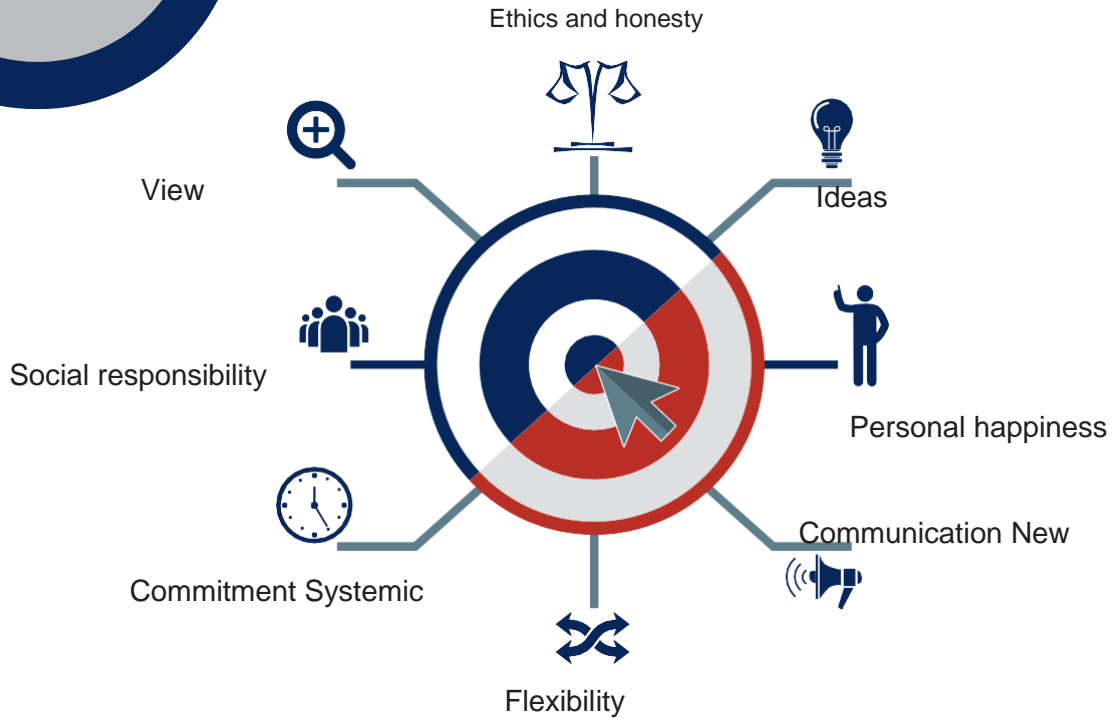 Ethics and honesty
View
Ideas
Social responsibility
Personal happiness
Communication New
Commitment Systemic
Flexibility